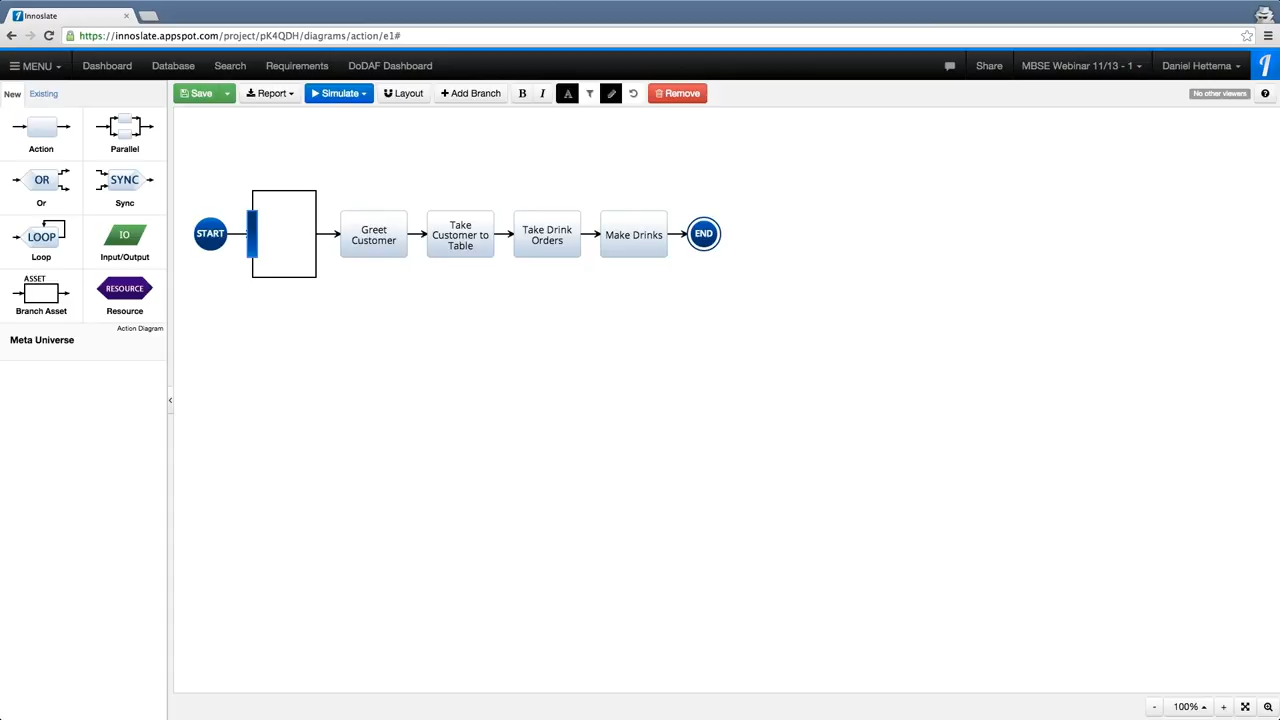 Innoslate
https://innoslate.appspot.com/project/pK4QDH/diagrams/action/e1#
MENU Dashboard Database Search Requirements DoDAF Dashboard Share MBSE Webinar 11/13 - 1 Daniel Hettema
New Existing
Save Report Simulate Layout Add Branch B I A Remove No other viewers
Action Parallel
OR SYNC
Or Sync
LOOP IO
Loop Input/Output
ASSET RESOURCE
Branch Asset Resource
Action Diagram
Meta Universe
START
Greet
Customer
Take
Customer to
Table
Take Drink
Orders
Make Drinks
END
- 100% +